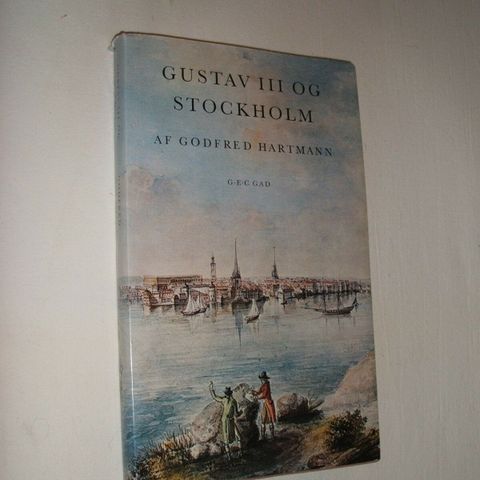 GUSTAV III OG
STOCKHOLM
AF GODFRED HARTMANN
G·E·C GAD